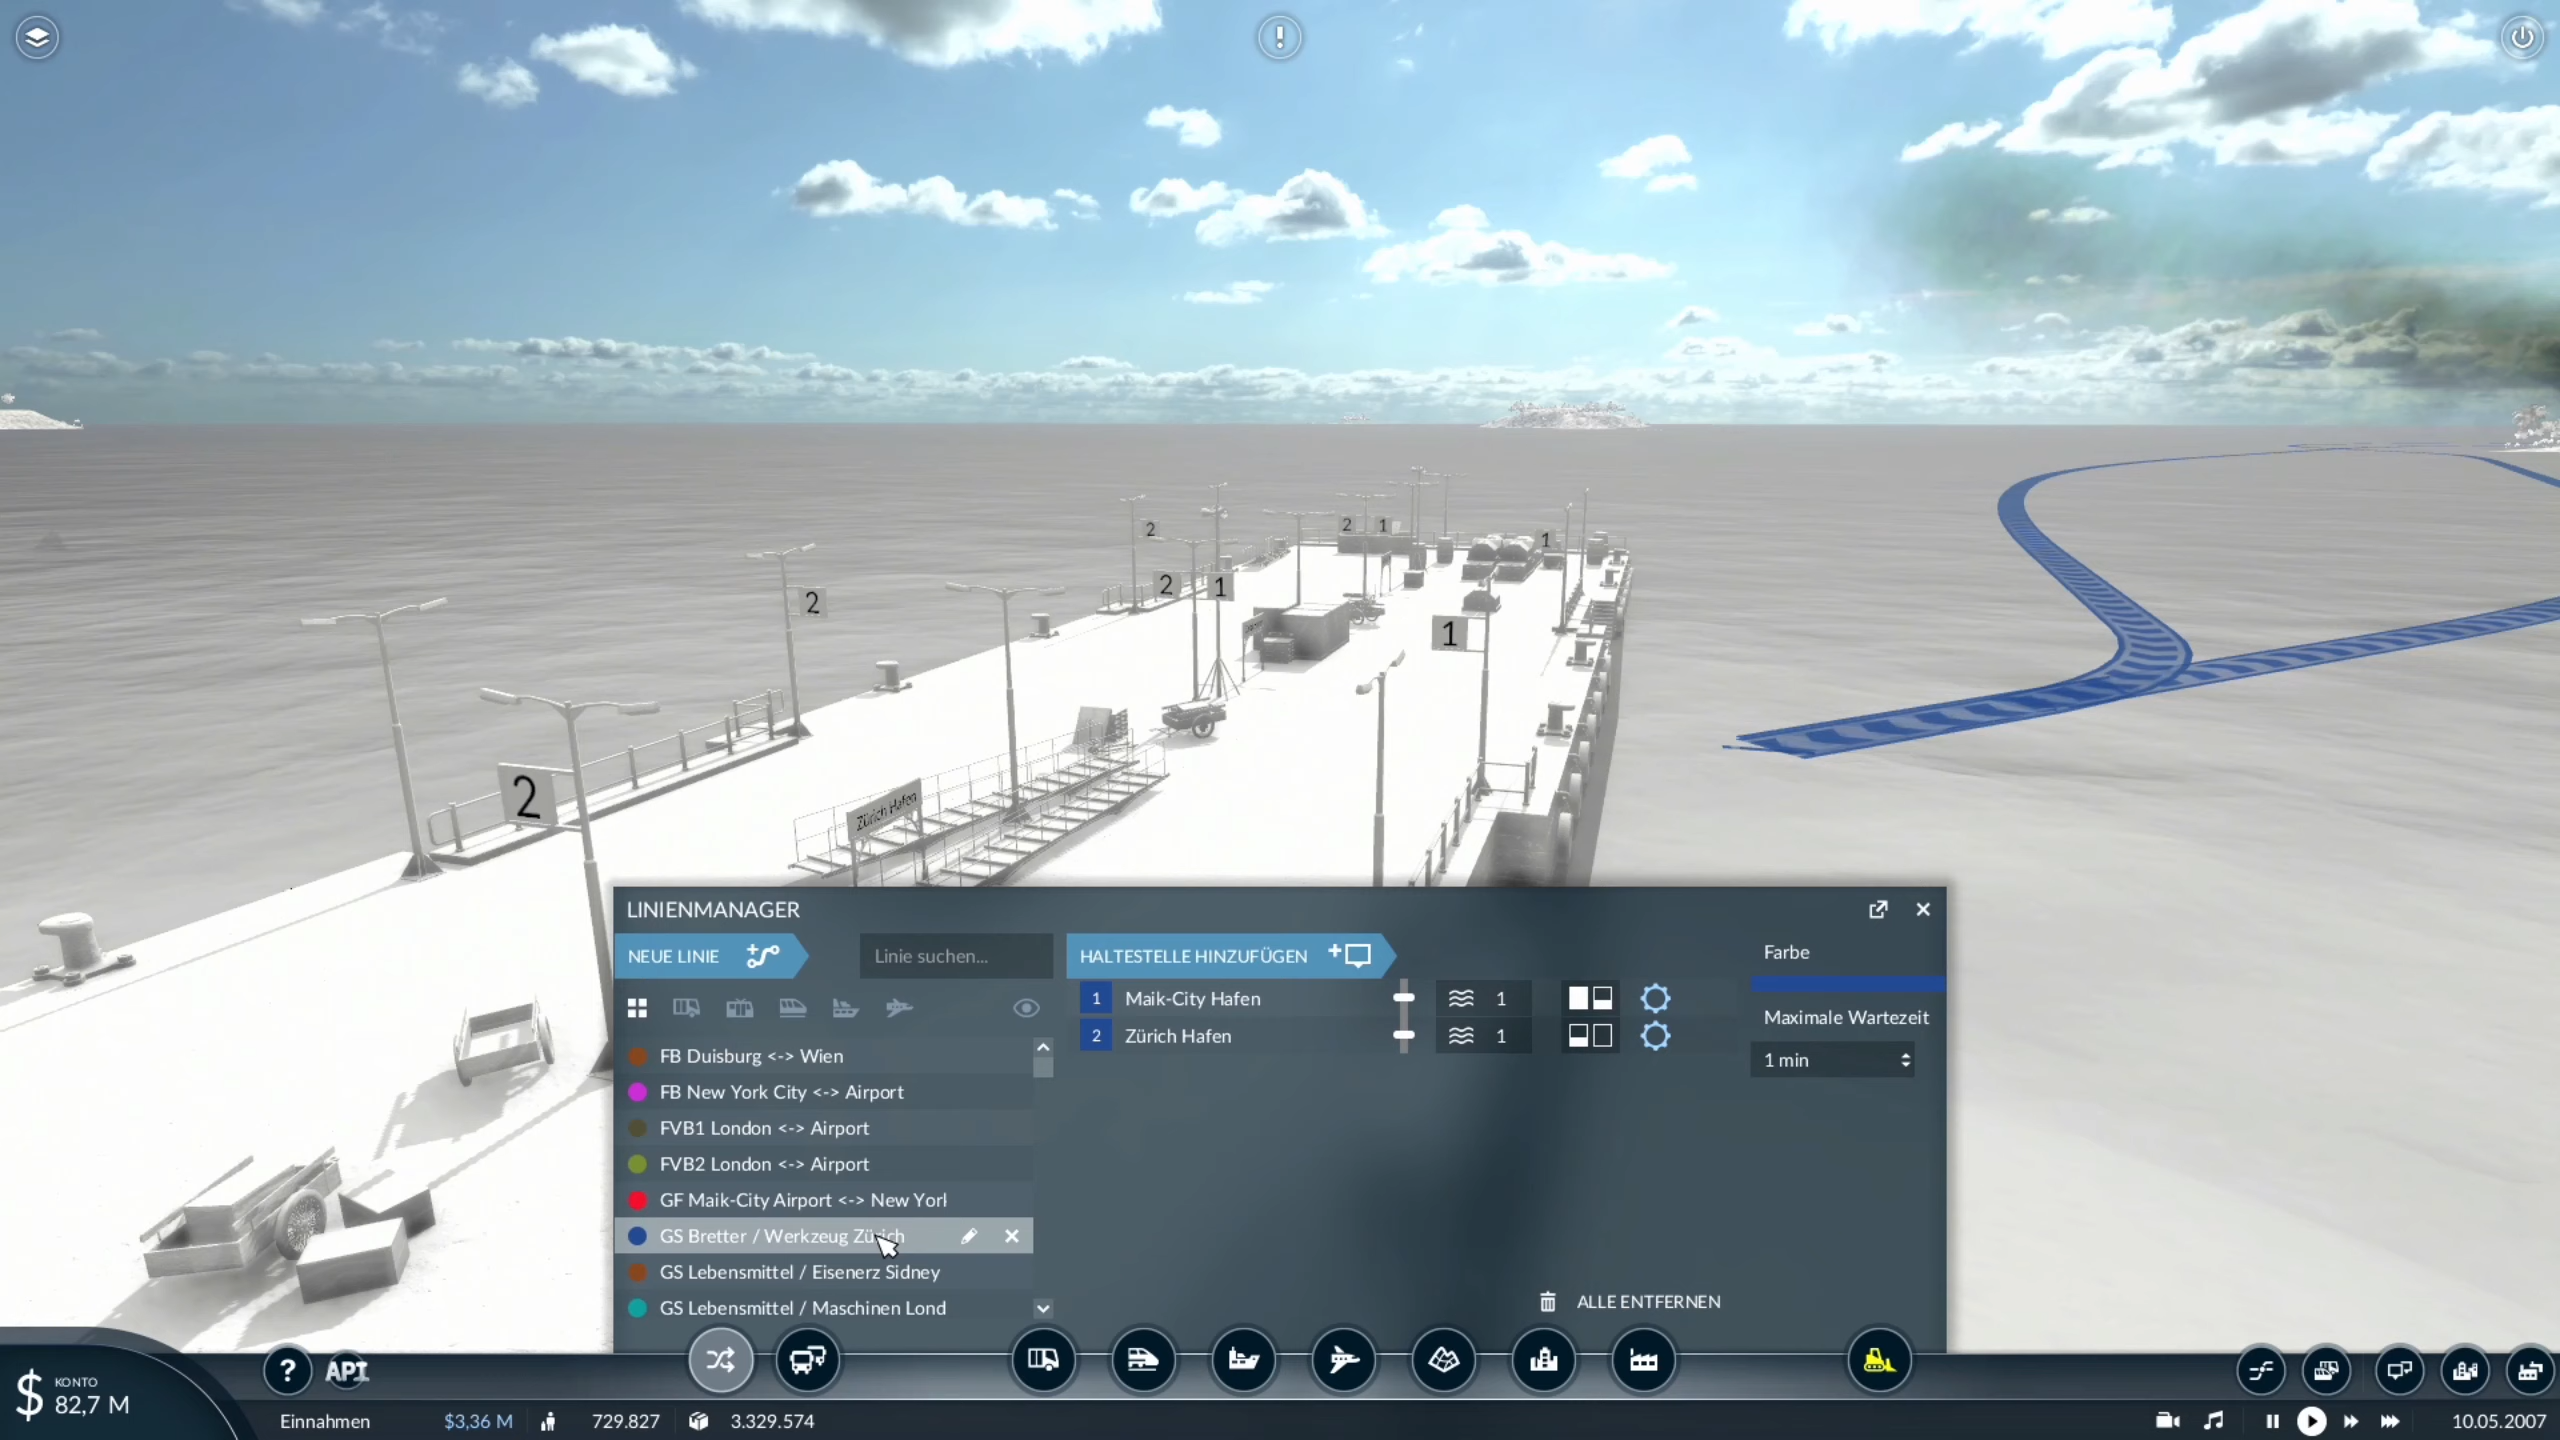 2
2
1
1
2
1
2
1
2
Zürich Hafen
LINIENMANAGER
NEUE LINIE
Linie suchen...
HALTESTELLE HINZUFÜGEN
Farbe
1 Maik-City Hafen 1
2 Zürich Hafen 1
Maximale Wartezeit
1 min
FB Duisburg <-> Wien
FB New York City <-> Airport
FVB1 London <-> Airport
FVB2 London <-> Airport
GF Maik-City Airport <-> New Yorl
GS Bretter / Werkzeug Zürich
GS Lebensmittel / Eisenerz Sidney
GS Lebensmittel / Maschinen Lond
ALLE ENTFERNEN
KONTO
82,7 M
? API
Einnahmen $3,36 M 729.827 3.329.574
10.05.2007